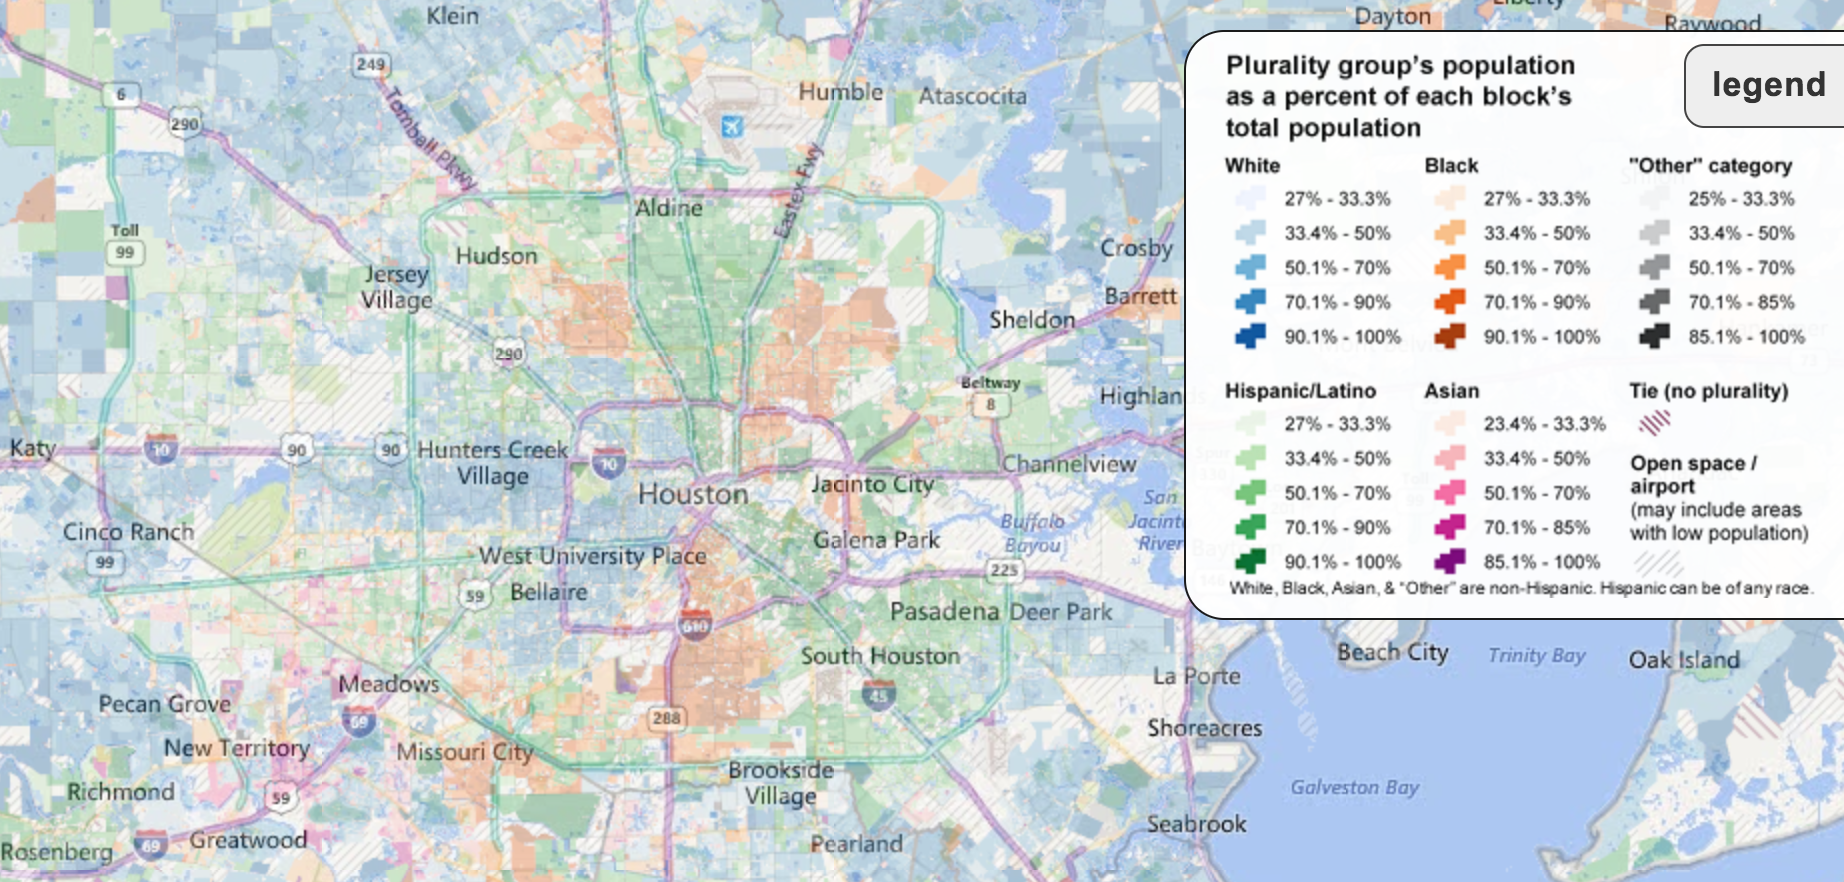 Klein
Dayton
Liberty
Raywood
249
Humble
Atascocita
6
290
Tomball Pkwy
Eastex Fwy
Aldine
Toll
99
Hudson
Crosby
Jersey
Village
Barrett
Sheldon
290
Beltway
8
Highlan
Katy
10
90
90
Hunters Creek
Village
10
Channelview
Houston
Jacinto City
San
Jacinto
River
Buffalo
Bayou
Cinco Ranch
Galena Park
99
West University Place
225
59
Bellaire
Pasadena
Deer Park
610
South Houston
La Porte
Meadows
45
Pecan Grove
69
288
Shoreacres
New Territory
Missouri City
Brookside
Village
Richmond
59
Seabrook
Greatwood
69
Rosenberg
Pearland
Beach City
Trinity Bay
Oak Island
Galveston Bay
legend
Plurality group's population
as a percent of each block's
total population
White
27% - 33.3%
33.4% - 50%
50.1% - 70%
70.1% - 90%
90.1% - 100%
Black
27% - 33.3%
33.4% - 50%
50.1% - 70%
70.1% - 90%
90.1% - 100%
"Other" category
25% - 33.3%
33.4% - 50%
50.1% - 70%
70.1% - 85%
85.1% - 100%
Hispanic/Latino
27% - 33.3%
33.4% - 50%
50.1% - 70%
70.1% - 90%
90.1% - 100%
Asian
23.4% - 33.3%
33.4% - 50%
50.1% - 70%
70.1% - 85%
85.1% - 100%
Tie (no plurality)
Open space /
airport
(may include areas
with low population)
White, Black, Asian, & "Other" are non-Hispanic. Hispanic can be of any race.